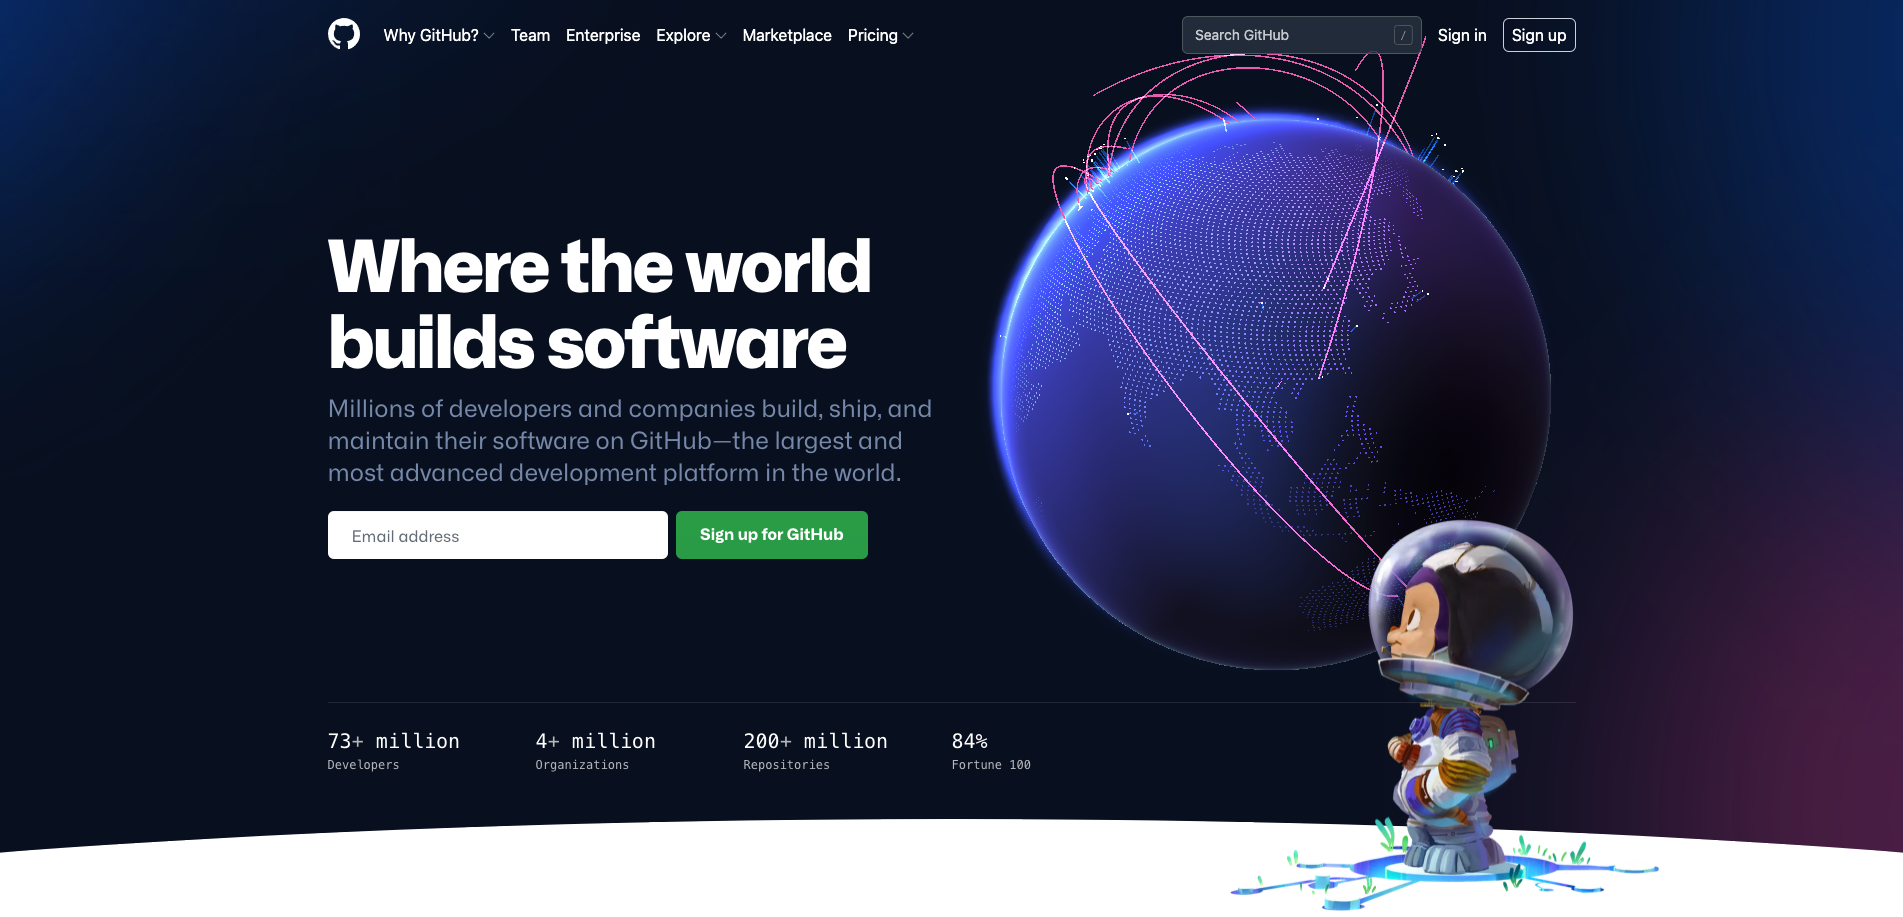 Why GitHub?
Team
Enterprise
Explore
Marketplace
Pricing
Search GitHub
/
Sign in
Sign up
Where the world
builds software
Millions of developers and companies build, ship, and
maintain their software on GitHub—the largest and
most advanced development platform in the world.
Email address
Sign up for GitHub
73+ million
Developers
4+ million
Organizations
200+ million
Repositories
84%
Fortune 100